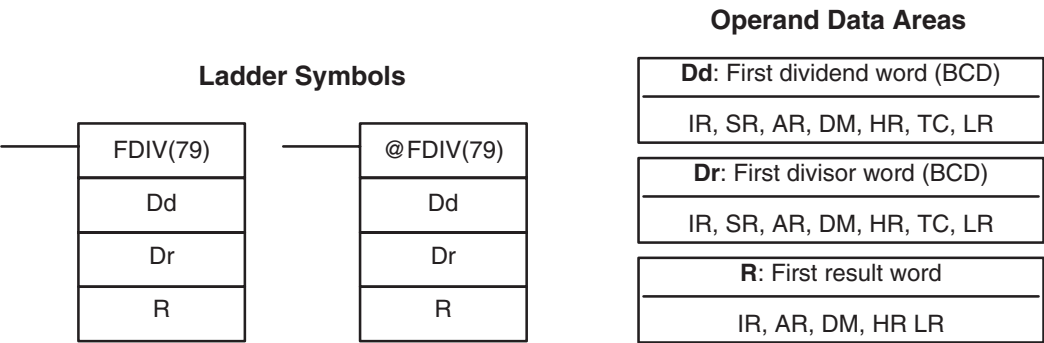 Ladder Symbols
FDIV(79)
Dd
Dr
R
@FDIV(79)
Dd
Dr
R
Operand Data Areas
Dd: First dividend word (BCD)
IR, SR, AR, DM, HR, TC, LR
Dr: First divisor word (BCD)
IR, SR, AR, DM, HR, TC, LR
R: First result word
IR, AR, DM, HR LR